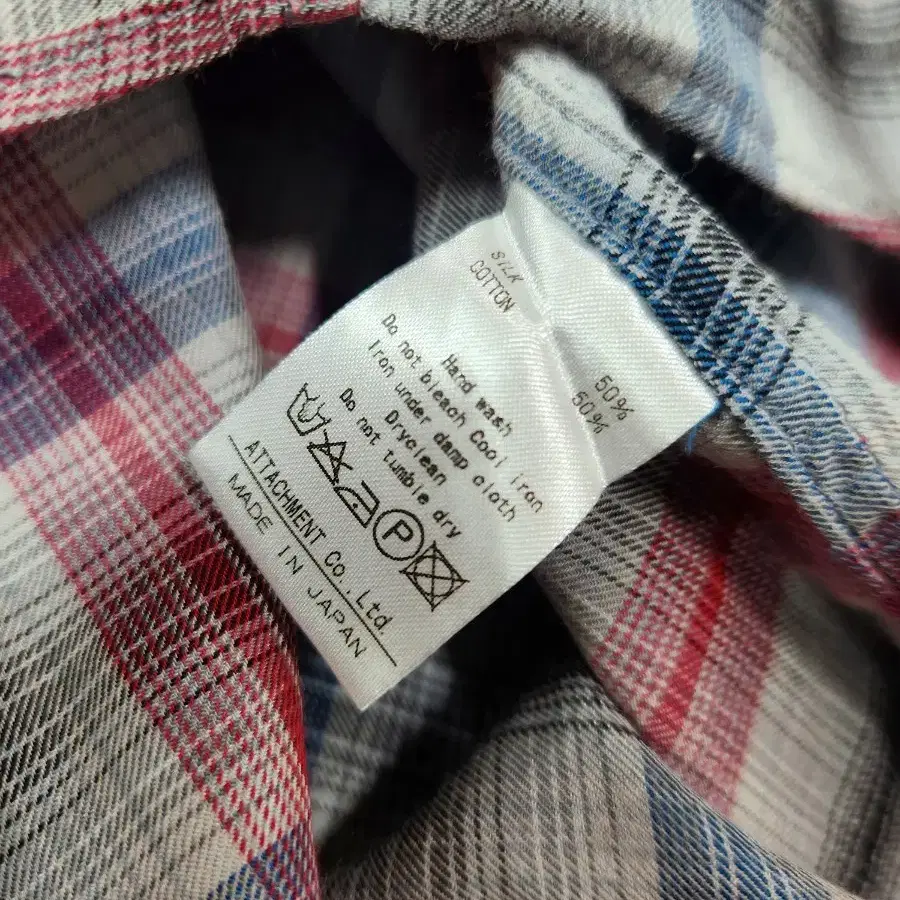 SILK 50%
COTTON 50%
Hand wash
Do not bleach Cool iron
Iron under damp cloth
Dryclean
Do not tumble dry
P
ATTACHMENT Co.,Ltd.
MADE IN JAPAN